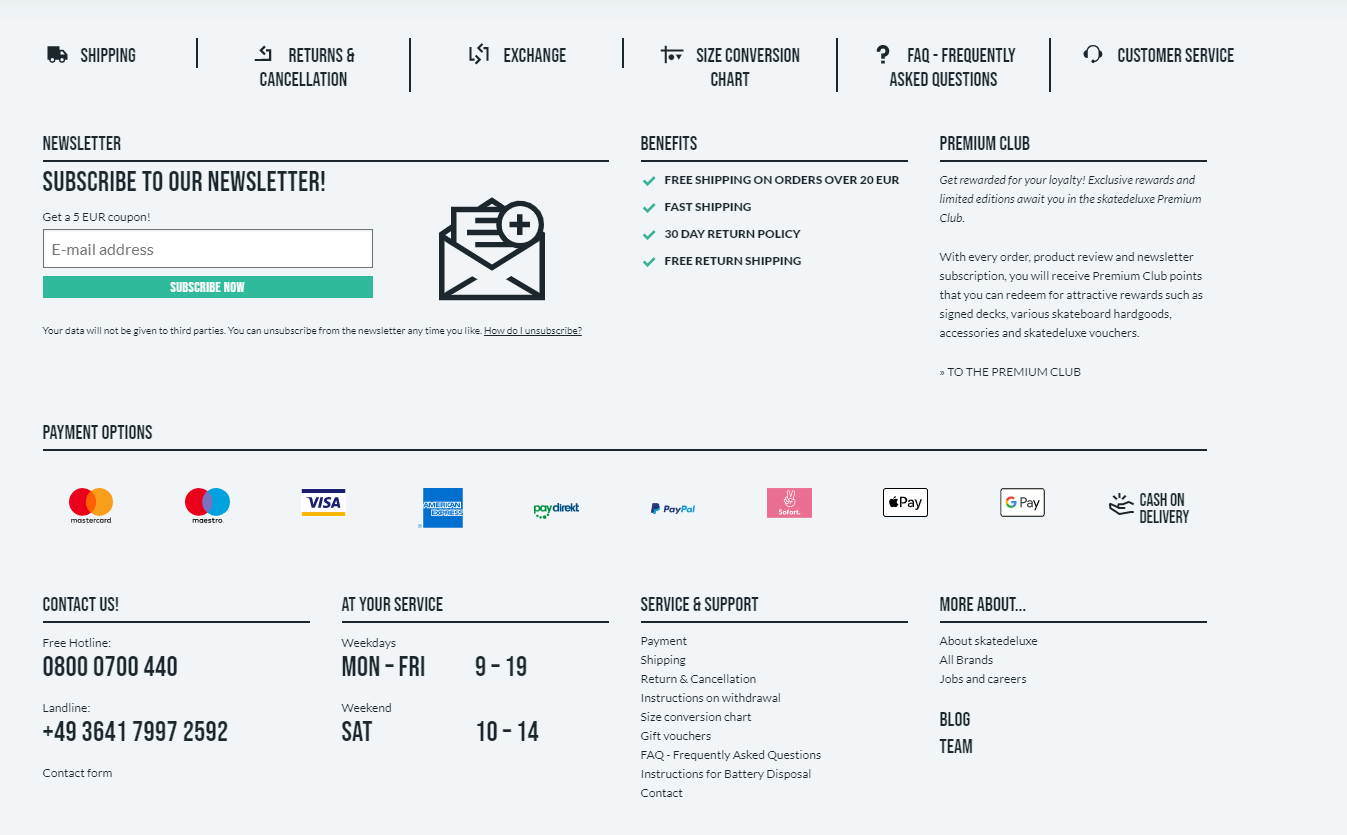 SHIPPING
RETURNS &
CANCELLATION
EXCHANGE
SIZE CONVERSION
CHART
FAQ - FREQUENTLY
ASKED QUESTIONS
CUSTOMER SERVICE
NEWSLETTER
SUBSCRIBE TO OUR NEWSLETTER!
Get a 5 EUR coupon!
E-mail address
SUBSCRIBE NOW
Your data will not be given to third parties. You can unsubscribe from the newsletter any time you like. How do I unsubscribe?
BENEFITS
FREE SHIPPING ON ORDERS OVER 20 EUR
FAST SHIPPING
30 DAY RETURN POLICY
FREE RETURN SHIPPING
PREMIUM CLUB
Get rewarded for your loyalty! Exclusive rewards and
limited editions await you in the skatedeluxe Premium
Club.
With every order, product review and newsletter
subscription, you will receive Premium Club points
that you can redeem for attractive rewards such as
signed decks, various skateboard hardgoods,
accessories and skatedeluxe vouchers.
» TO THE PREMIUM CLUB
PAYMENT OPTIONS
mastercard
maestro
VISA
AMERICAN
EXPRESS
paydirekt
PayPal
Sofort.
Pay
G Pay
CASH ON
DELIVERY
CONTACT US!
Free Hotline:
0800 0700 440
Landline:
+49 3641 7997 2592
Contact form
AT YOUR SERVICE
Weekdays
MON – FRI 9 – 19
Weekend
SAT 10 – 14
SERVICE & SUPPORT
Payment
Shipping
Return & Cancellation
Instructions on withdrawal
Size conversion chart
Gift vouchers
FAQ - Frequently Asked Questions
Instructions for Battery Disposal
Contact
MORE ABOUT...
About skatedeluxe
All Brands
Jobs and careers
BLOG
TEAM